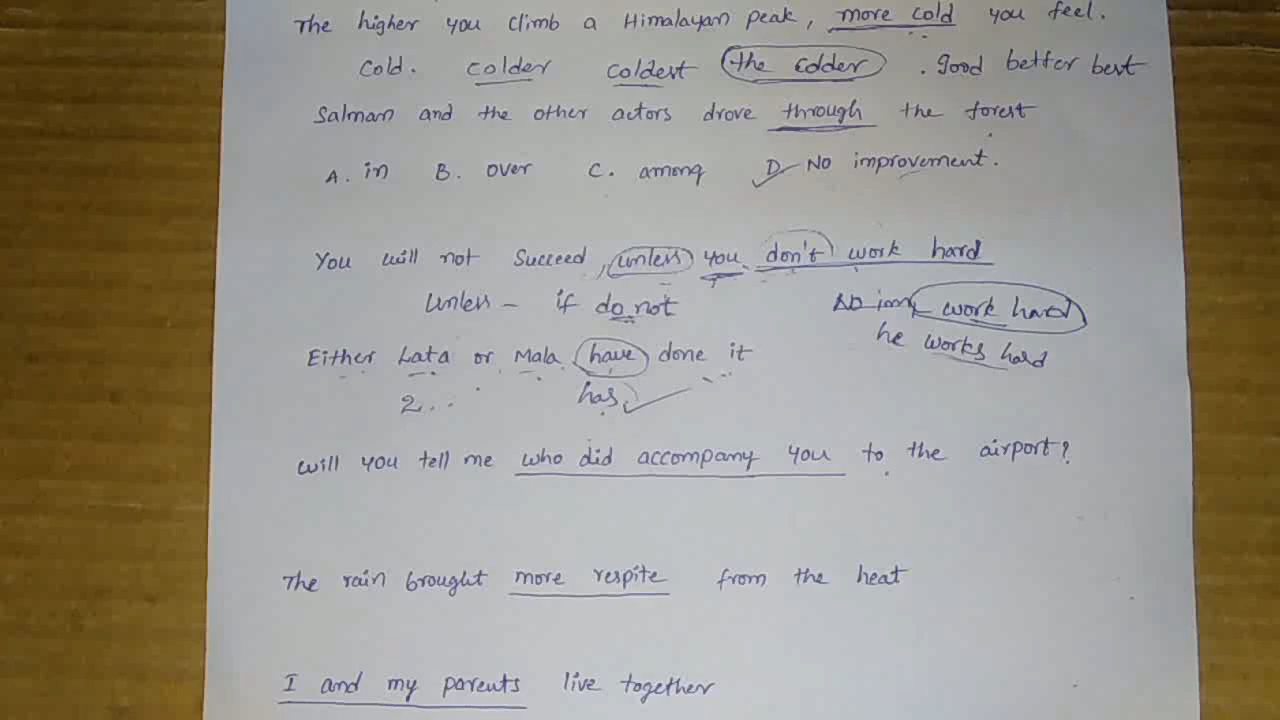 The higher you climb a Himalayan peak, more cold you feel.
Cold. colder coldest the colder . Good better best
Salman and the other actors drove through the forest
A. in B. over C. among D. No improvement.
You will not succeed, unless you don't work hard
Unless - if do not work hard
he works hard
Either Lata or Mala have done it
2.. has
will you tell me who did accompany you to the airport?
The rain brought more respite from the heat
I and my parents live together